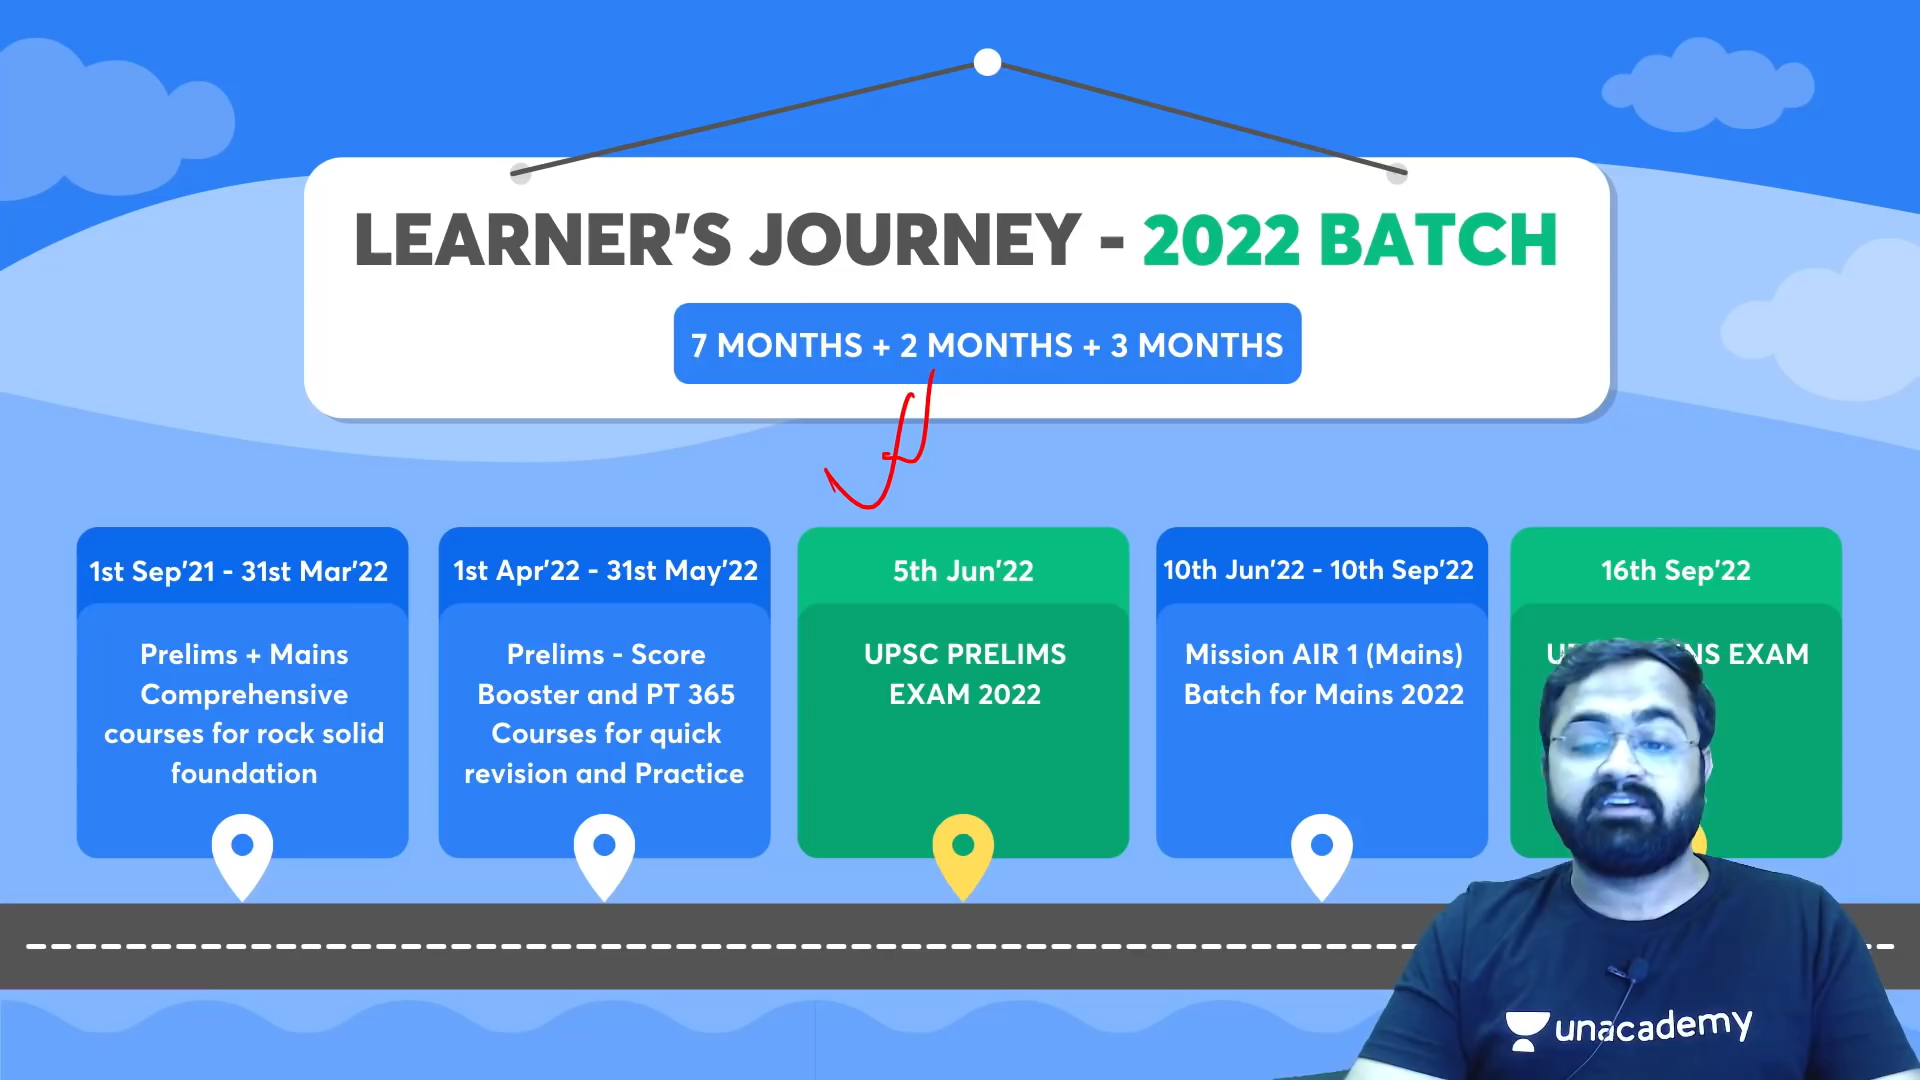 LEARNER'S JOURNEY - 2022 BATCH
7 MONTHS + 2 MONTHS + 3 MONTHS
1st Sep'21 - 31st Mar'22
Prelims + Mains
Comprehensive
courses for rock solid
foundation
1st Apr'22 - 31st May'22
Prelims - Score
Booster and PT 365
Courses for quick
revision and Practice
5th Jun'22
UPSC PRELIMS
EXAM 2022
10th Jun'22 - 10th Sep'22
Mission AIR 1 (Mains)
Batch for Mains 2022
16th Sep'22
EXAM
unacademy